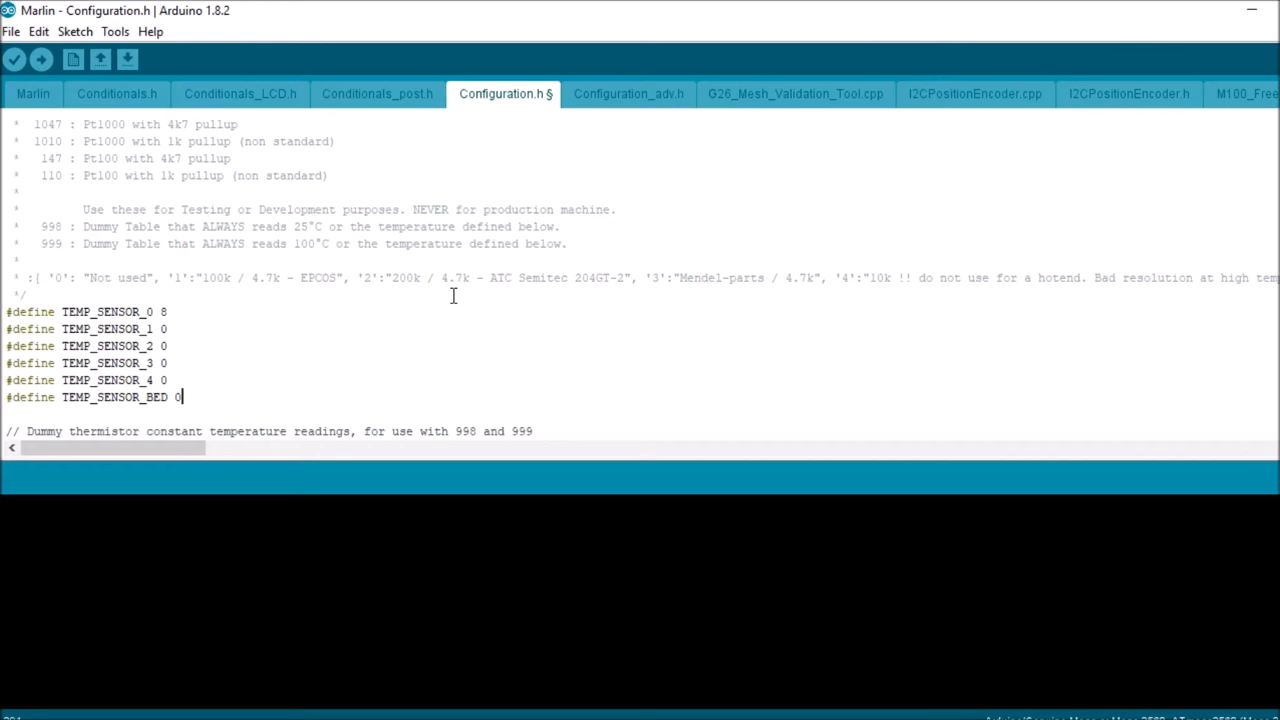 Marlin - Configuration.h | Arduino 1.8.2
File Edit Sketch Tools Help
Marlin Conditionals.h Conditionals_LCD.h Conditionals_post.h Configuration.h § Configuration_adv.h G26_Mesh_Validation_Tool.cpp I2CPositionEncoder.cpp I2CPositionEncoder.h M100_Free
* 1047 : Pt1000 with 4k7 pullup
* 1010 : Pt1000 with 1k pullup (non standard)
* 147 : Pt100 with 4k7 pullup
* 110 : Pt100 with 1k pullup (non standard)
*
* Use these for Testing or Development purposes. NEVER for production machine.
* 998 : Dummy Table that ALWAYS reads 25°C or the temperature defined below.
* 999 : Dummy Table that ALWAYS reads 100°C or the temperature defined below.
*
* :{ '0': "Not used", '1':"100k / 4.7k - EPCOS", '2':"200k / 4.7k - ATC Semitec 204GT-2", '3':"Mendel-parts / 4.7k", '4':"10k !! do not use for a hotend. Bad resolution at high tem
*/
#define TEMP_SENSOR_0 8
#define TEMP_SENSOR_1 0
#define TEMP_SENSOR_2 0
#define TEMP_SENSOR_3 0
#define TEMP_SENSOR_4 0
#define TEMP_SENSOR_BED 0
// Dummy thermistor constant temperature readings, for use with 998 and 999